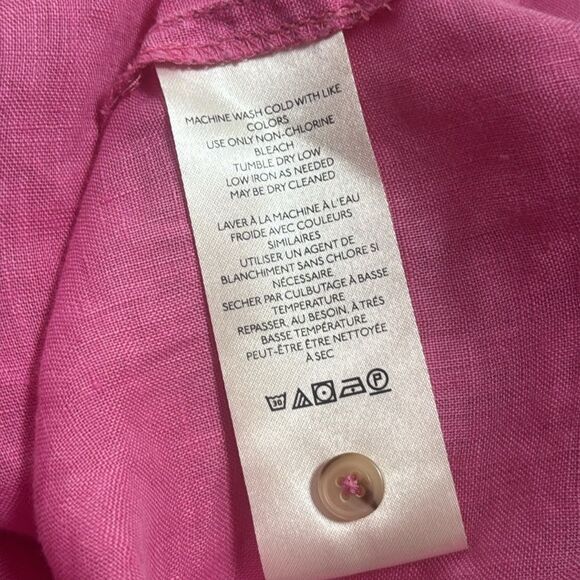 MACHINE WASH COLD WITH LIKE
COLORS
USE ONLY NON-CHLORINE
BLEACH
TUMBLE DRY LOW
LOW IRON AS NEEDED
MAY BE DRY CLEANED
LAVER À LA MACHINE À L'EAU
FROIDE AVEC COULEURS
SIMILAIRES
UTILISER UN AGENT DE
BLANCHIMENT SANS CHLORE SI
NÉCESSAIRE
SECHER PAR CULBUTAGE À BASSE
TEMPERATURE
REPASSER, AU BESOIN, À TRÉS
BASSE TEMPÉRATURE
PEUT-ÊTRE ÊTRE NETTOYÉE
À SEC
30 P